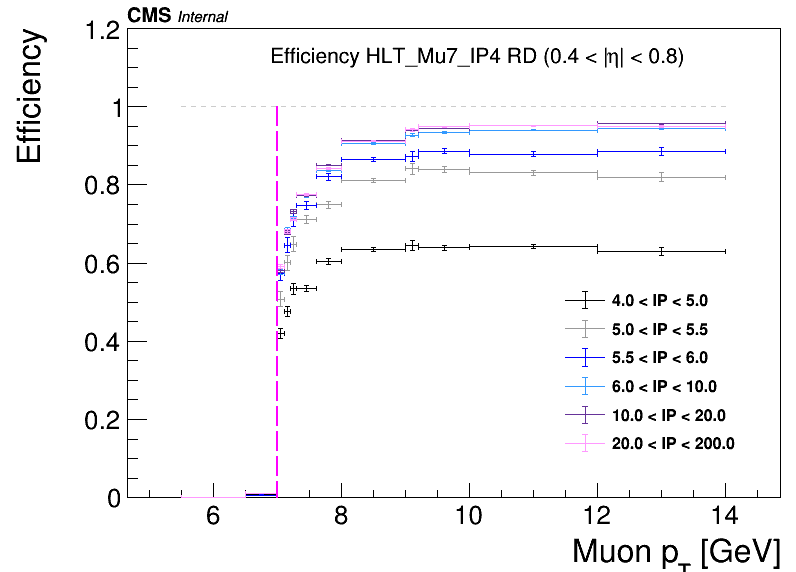 CMS Internal
Efficiency HLT_Mu7_IP4 RD (0.4 < |η| < 0.8)
Efficiency
1.2
1
0.8
0.6
0.4
0.2
0
4.0 < IP < 5.0
5.0 < IP < 5.5
5.5 < IP < 6.0
6.0 < IP < 10.0
10.0 < IP < 20.0
20.0 < IP < 200.0
6 8 10 12 14
Muon p_T [GeV]